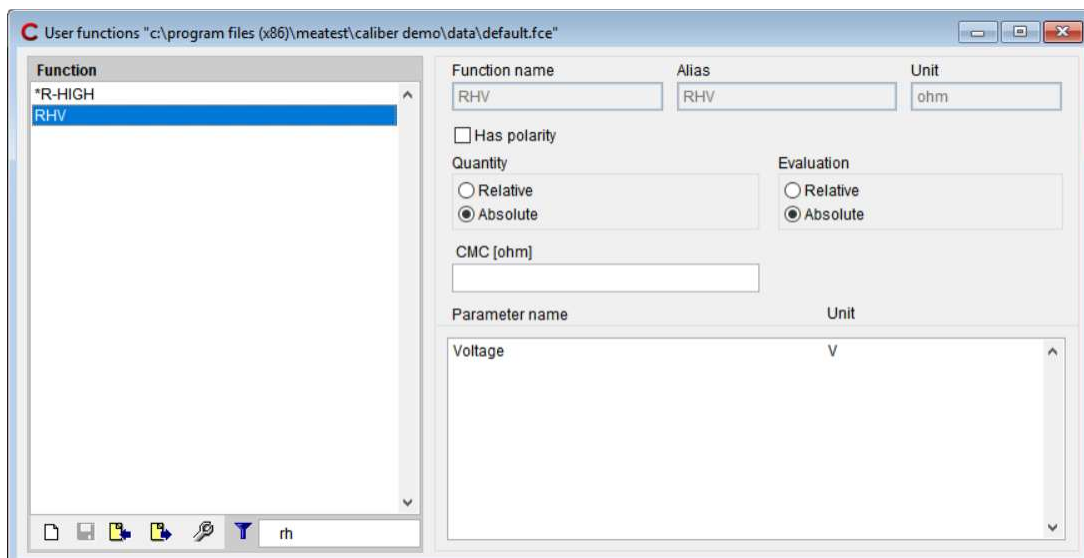 User functions "c:\program files (x86)\meatest\caliber demo\data\default.fce"
Function
*R-HIGH
RHV
rh
Function name Alias Unit
RHV RHV ohm
Has polarity
Quantity Evaluation
Relative Relative
Absolute Absolute
CMC [ohm]
Parameter name Unit
Voltage V